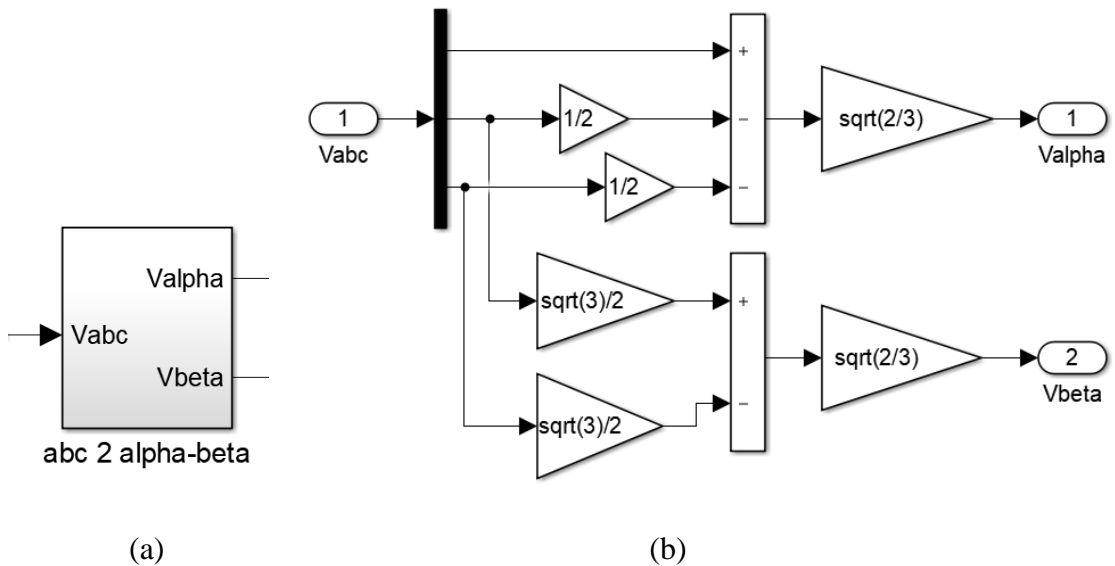 Valpha
Vabc
Vbeta
abc 2 alpha-beta
(a)
1
Vabc
+
1/2
−
1/2
−
sqrt(2/3)
1
Valpha
sqrt(3)/2
+
sqrt(3)/2
−
sqrt(2/3)
2
Vbeta
(b)